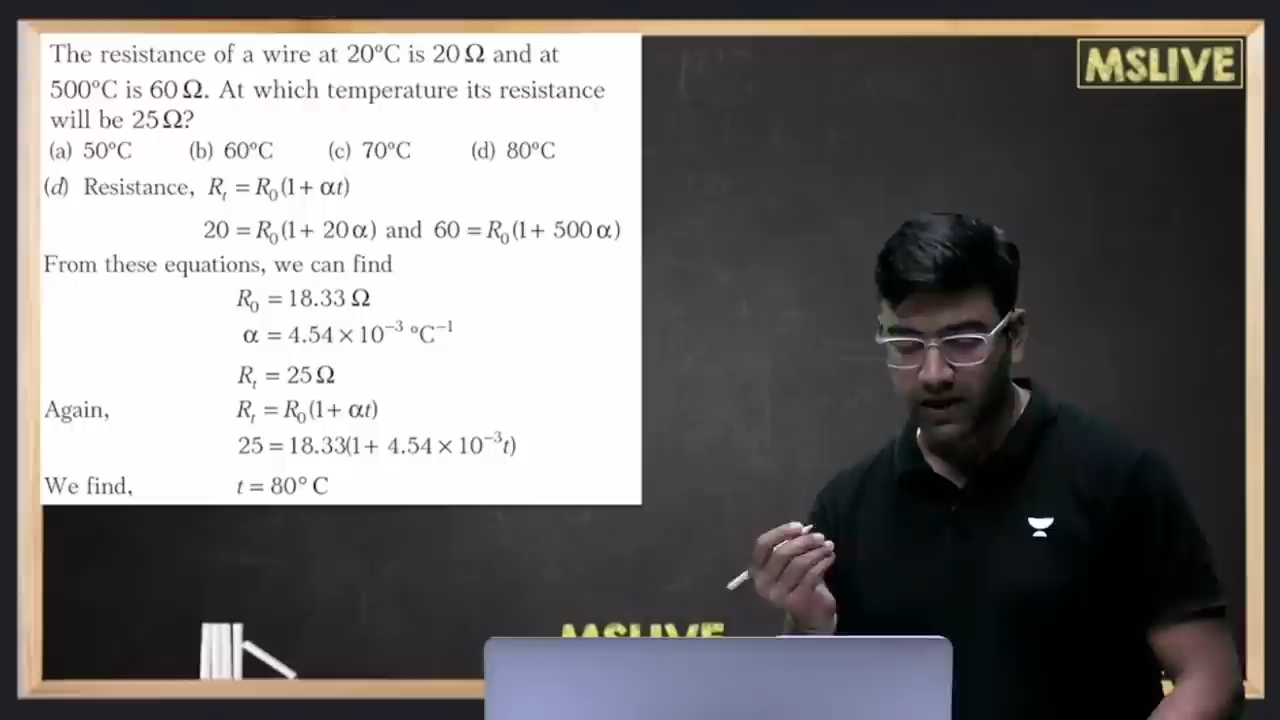 The resistance of a wire at 20°C is 20 Ω and at
500°C is 60 Ω. At which temperature its resistance
will be 25 Ω?
(a) 50°C (b) 60°C (c) 70°C (d) 80°C
(d) Resistance, Rₜ = R₀(1 + αt)
20 = R₀(1 + 20α) and 60 = R₀(1 + 500α)
From these equations, we can find
R₀ = 18.33 Ω
α = 4.54 × 10⁻³ °C⁻¹
Rₜ = 25 Ω
Again, Rₜ = R₀(1 + αt)
25 = 18.33(1 + 4.54 × 10⁻³t)
We find, t = 80° C
MSLIVE
MSLIVE